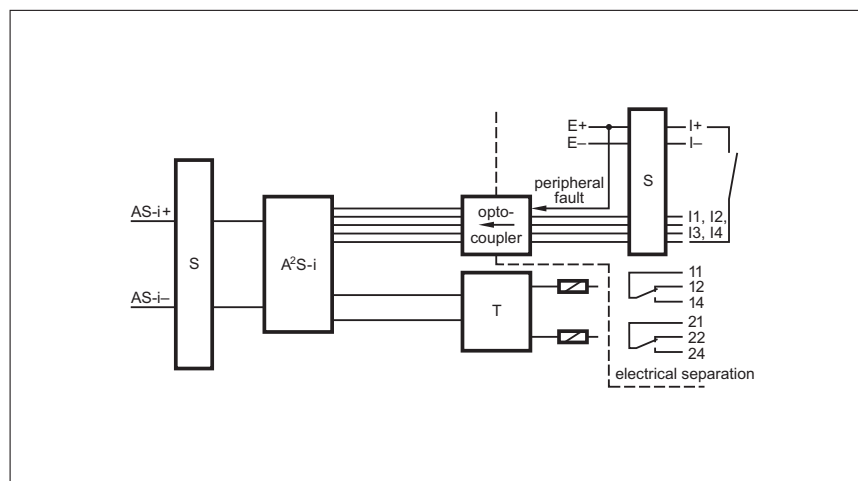 E+
I+
E–
I–
S
peripheral
fault
AS-i+
opto-
coupler
I1, I2,
I3, I4
S
A²S-i
11
12
14
AS-i–
T
21
22
24
electrical separation